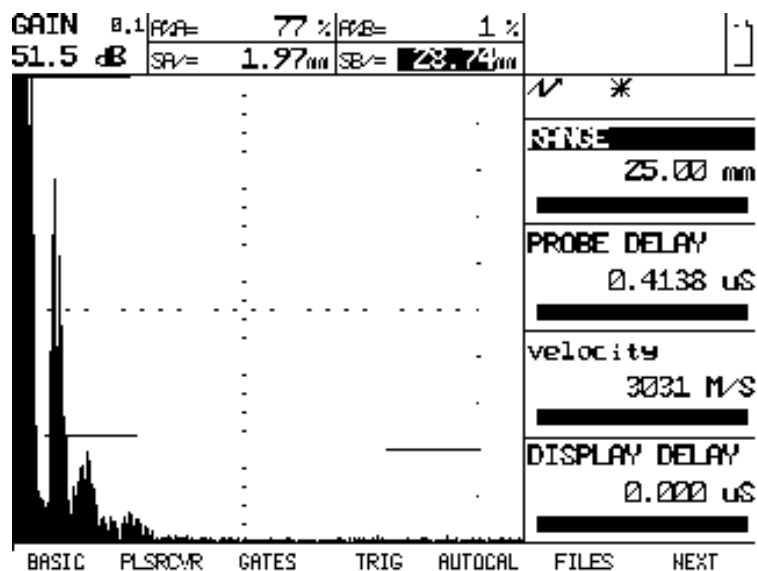 GAIN 0.1 A%A= 77 % A%B= 1 %
51.5 dB SA/= 1.97mm SB/= 28.74mm
RANGE
25.00 mm
PROBE DELAY
0.4138 uS
velocity
3031 M/S
DISPLAY DELAY
0.000 uS
BASIC PLSRCVR GATES TRIG AUTOCAL FILES NEXT